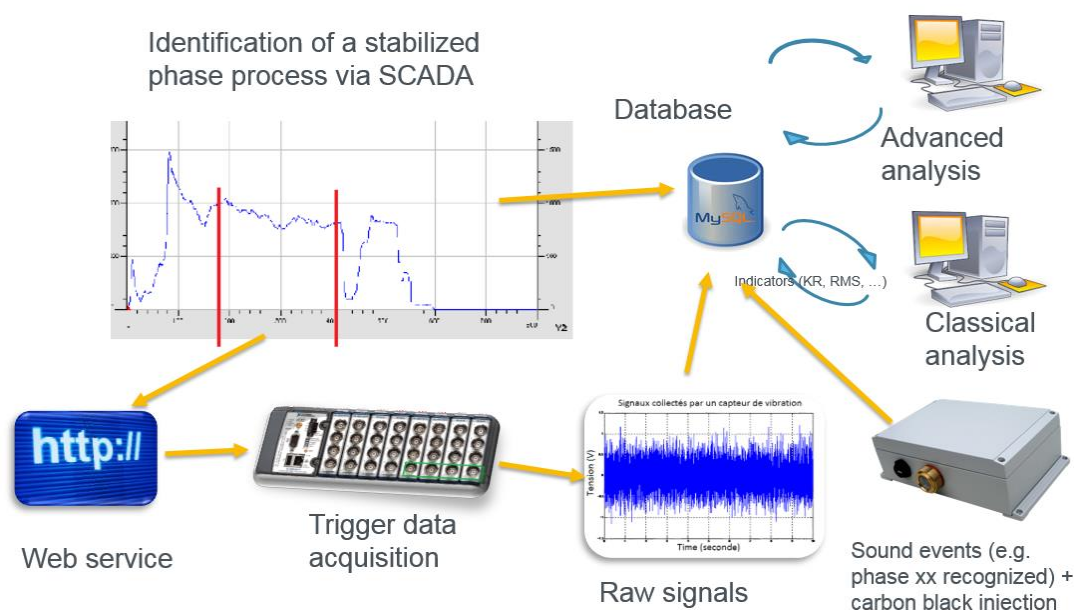 Identification of a stabilized
phase process via SCADA
Database
Advanced
analysis
MySQL
Indicators (KR, RMS, ...)
Classical
analysis
Y2
http://
Web service
Trigger data
acquisition
Signaux collectés par un capteur de vibration
Tension (V)
Time (seconde)
Raw signals
Sound events (e.g.
phase xx recognized) +
carbon black injection